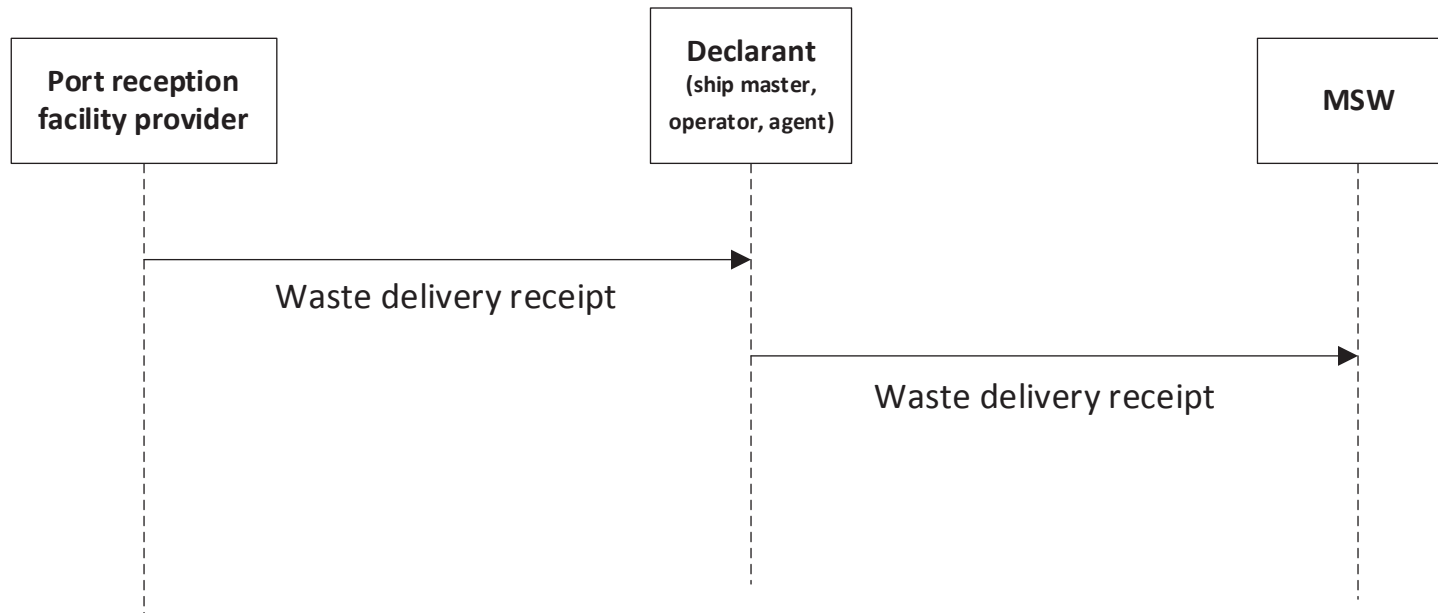 Port reception
facility provider
Declarant
(ship master,
operator, agent)
MSW
Waste delivery receipt
Waste delivery receipt